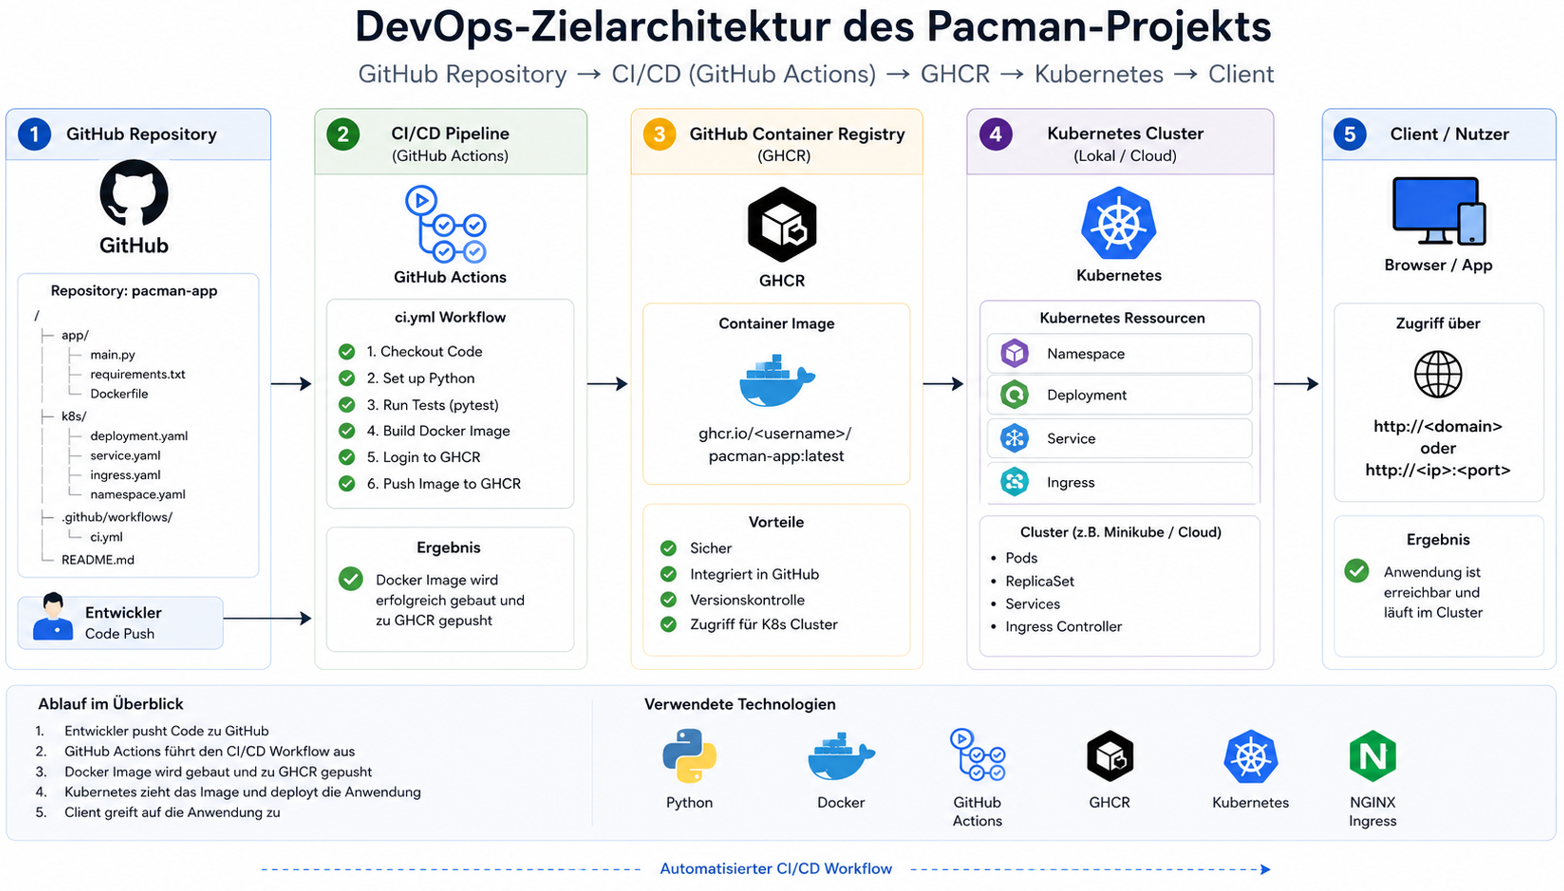 DevOps-Zielarchitektur des Pacman-Projekts
GitHub Repository → CI/CD (GitHub Actions) → GHCR → Kubernetes → Client
1 GitHub Repository
GitHub
Repository: pacman-app
/
├─ app/
│ ├─ main.py
│ ├─ requirements.txt
│ └─ Dockerfile
├─ k8s/
│ ├─ deployment.yaml
│ ├─ service.yaml
│ ├─ ingress.yaml
│ └─ namespace.yaml
├─ .github/workflows/
│ └─ ci.yml
└─ README.md
Entwickler
Code Push
2 CI/CD Pipeline
(GitHub Actions)
GitHub Actions
ci.yml Workflow
1. Checkout Code
2. Set up Python
3. Run Tests (pytest)
4. Build Docker Image
5. Login to GHCR
6. Push Image to GHCR
Ergebnis
Docker Image wird
erfolgreich gebaut und
zu GHCR gepusht
3 GitHub Container Registry
(GHCR)
GHCR
Container Image
ghcr.io/<username>/
pacman-app:latest
Vorteile
Sicher
Integriert in GitHub
Versionskontrolle
Zugriff für K8s Cluster
4 Kubernetes Cluster
(Lokal / Cloud)
Kubernetes
Kubernetes Ressourcen
Namespace
Deployment
Service
Ingress
Cluster (z.B. Minikube / Cloud)
• Pods
• ReplicaSet
• Services
• Ingress Controller
5 Client / Nutzer
Browser / App
Zugriff über
http://<domain>
oder
http://<ip>:<port>
Ergebnis
Anwendung ist
erreichbar und
läuft im Cluster
Ablauf im Überblick
1. Entwickler pusht Code zu GitHub
2. GitHub Actions führt den CI/CD Workflow aus
3. Docker Image wird gebaut und zu GHCR gepusht
4. Kubernetes zieht das Image und deployt die Anwendung
5. Client greift auf die Anwendung zu
Verwendete Technologien
Python
Docker
GitHub
Actions
GHCR
Kubernetes
N
NGINX
Ingress
Automatisierter CI/CD Workflow